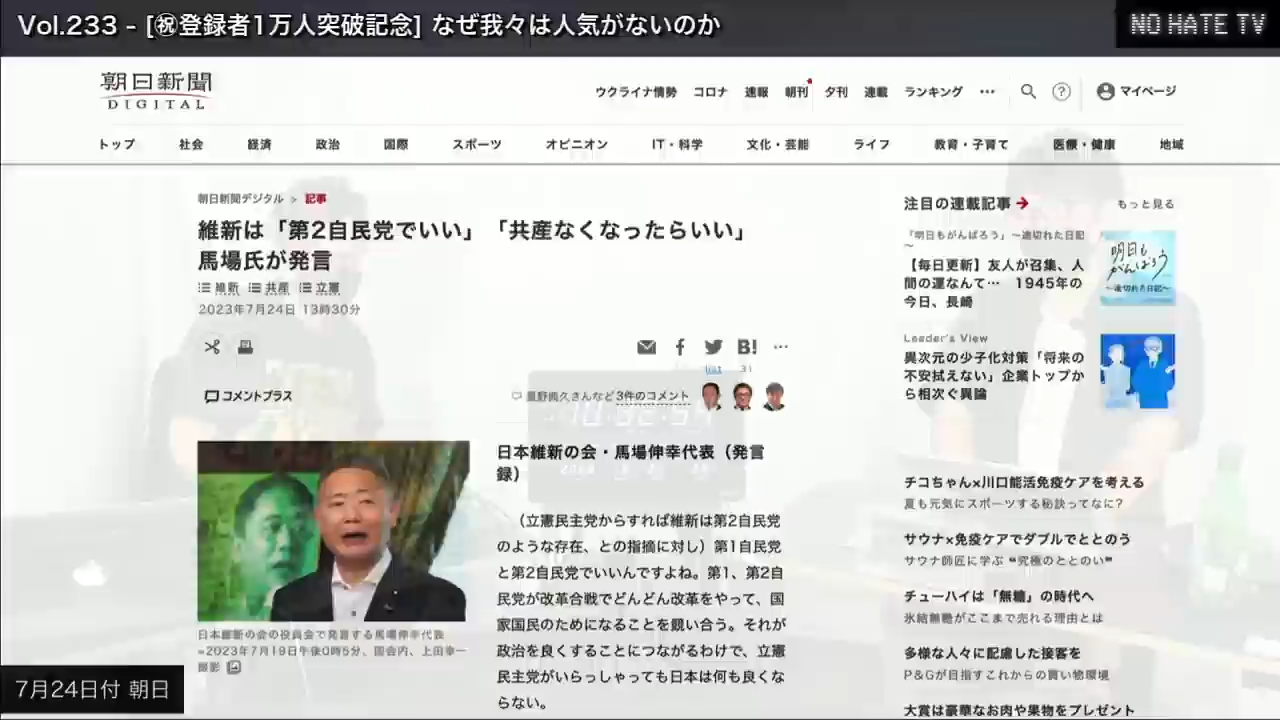 Vol.233 - [㊗登録者1万人突破記念] なぜ我々は人気がないのか
NO HATE TV
朝日新聞
DIGITAL
ウクライナ情勢 コロナ 速報 朝刊 夕刊 連載 ランキング … マイページ
トップ 社会 経済 政治 国際 スポーツ オピニオン IT・科学 文化・芸能 ライフ 教育・子育て 医療・健康 地域
朝日新聞デジタル > 記事
維新は「第2自民党でいい」「共産なくなったらいい」
馬場氏が発言
維新 共産 立憲
2023年7月24日 13時30分
B!
list 31
コメントプラス
星野典久さんなど3件のコメント
日本維新の会・馬場伸幸代表（発言
録）
（立憲民主党からすれば維新は第2自民党
のような存在、との指摘に対し）第1自民党
と第2自民党でいいんですよね。第1、第2自
民党が改革合戦でどんどん改革をやって、国
家国民のためになることを競い合う。それが
政治を良くすることにつながるわけで、立憲
民主党がいらっしゃっても日本は何も良くな
らない。
日本維新の会の役員会で発言する馬場伸幸代表
=2023年7月19日午後0時5分、国会内、上田幸一
撮影
注目の連載記事 もっと見る
「明日もがんばろう」～途切れた日記
～
【毎日更新】友人が召集、人
間の運なんて… 1945年の
今日、長崎
明日も
がんばろう
～途切れた日記～
Leader's View
異次元の少子化対策「将来の
不安拭えない」企業トップか
ら相次ぐ異論
チコちゃん×川口能活免疫ケアを考える
夏も元気にスポーツする秘訣ってなに?
サウナ×免疫ケアでダブルでととのう
サウナ師匠に学ぶ ❝究極のととのい❞
チューハイは「無糖」の時代へ
氷結無糖がここまで売れる理由とは
多様な人々に配慮した接客を
P&Gが目指すこれからの買い物環境
大賞は豪華なお肉や果物をプレゼント
7月24日付 朝日